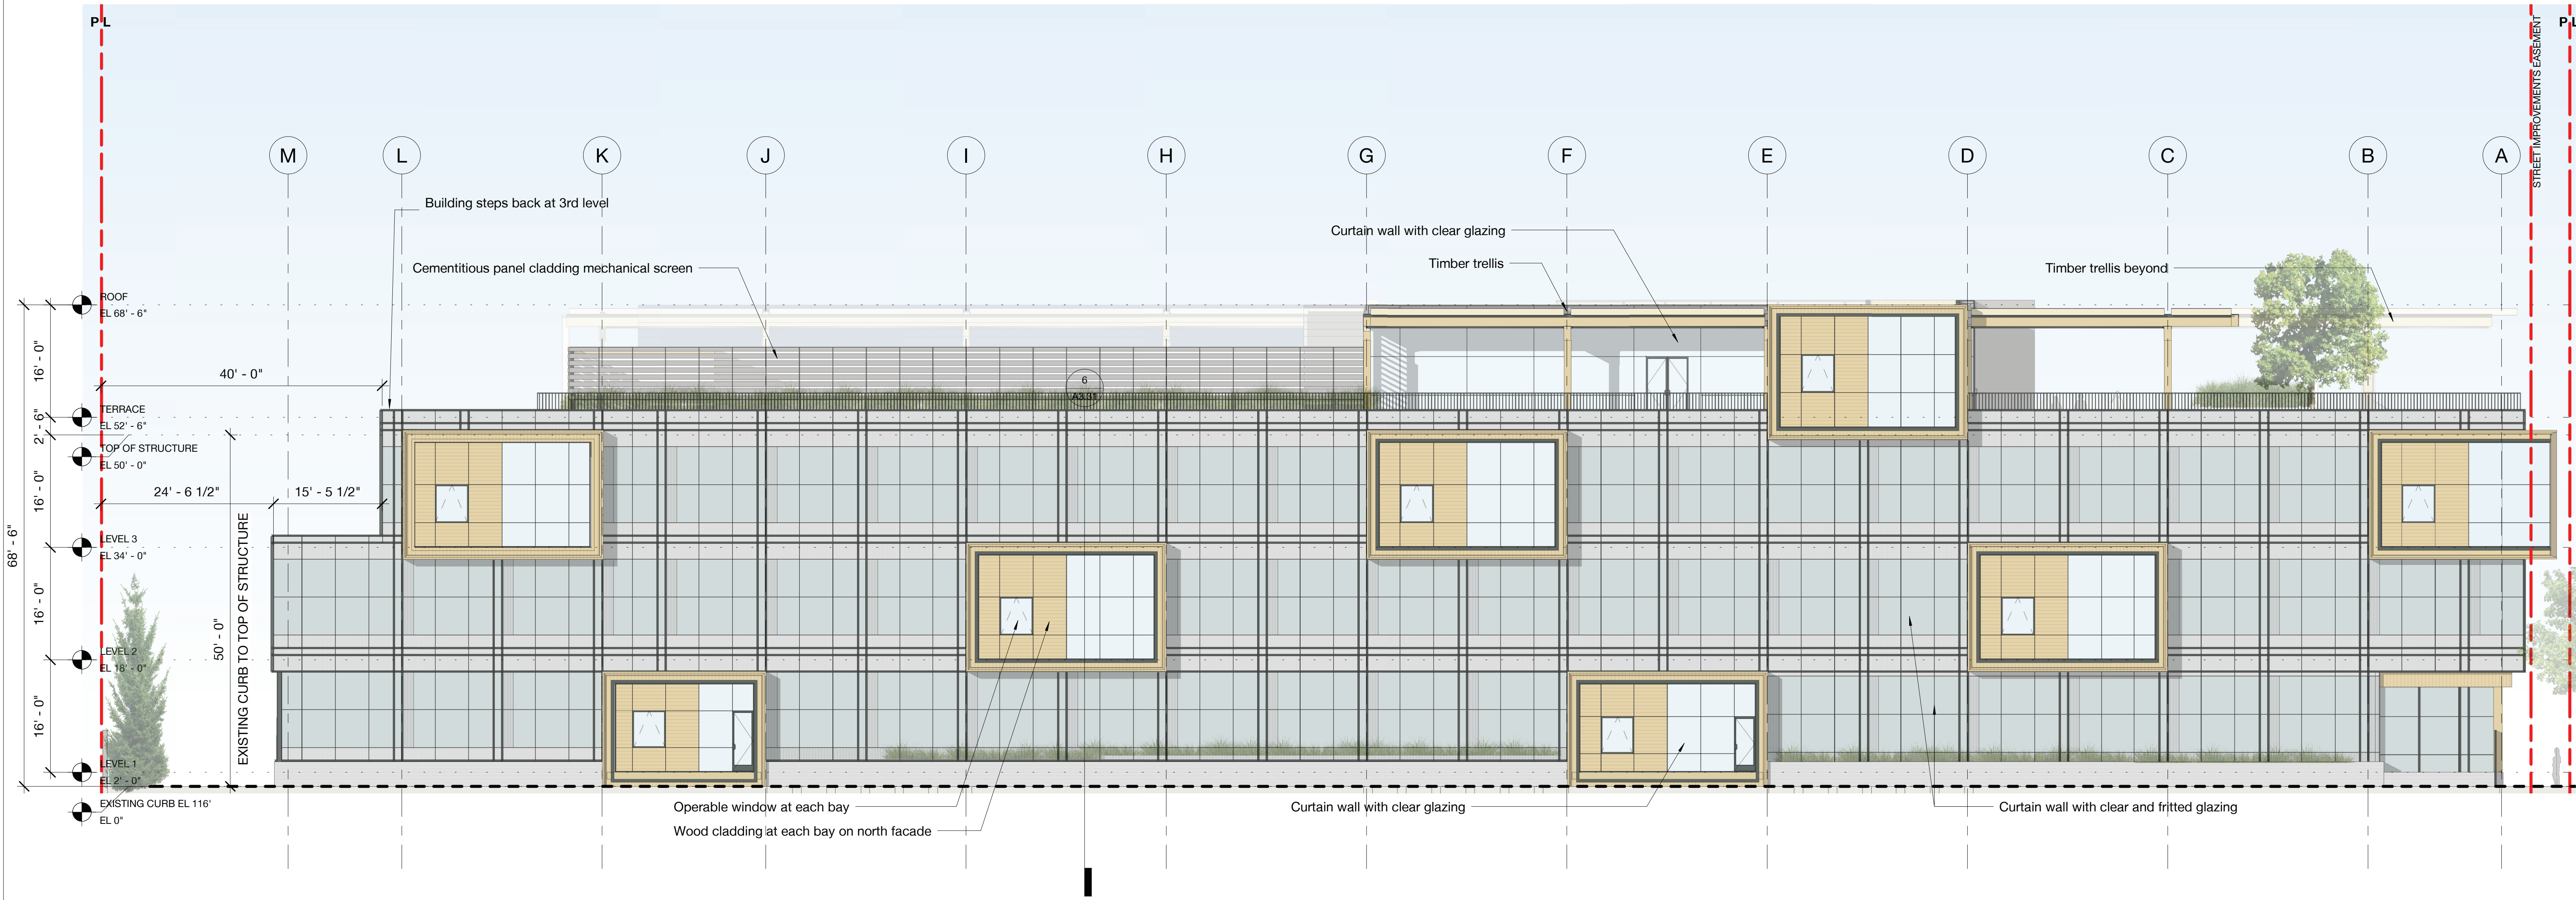 P L
P L
STREET IMPROVEMENTS EASEMENT
M
L
K
J
I
H
G
F
E
D
C
B
A
Building steps back at 3rd level
Curtain wall with clear glazing
Cementitious panel cladding mechanical screen
Timber trellis
Timber trellis beyond
ROOF
EL 68' - 6"
16' - 0"
40' - 0"
6
A3.31
TERRACE
EL 52' - 6"
2' - 6"
TOP OF STRUCTURE
EL 50' - 0"
16' - 0"
24' - 6 1/2"
15' - 5 1/2"
68' - 6"
LEVEL 3
EL 34' - 0"
16' - 0"
50' - 0"
EXISTING CURB TO TOP OF STRUCTURE
LEVEL 2
EL 18' - 0"
16' - 0"
LEVEL 1
EL 2' - 0"
EXISTING CURB EL 116'
EL 0"
Operable window at each bay
Curtain wall with clear glazing
Curtain wall with clear and fritted glazing
Wood cladding at each bay on north facade